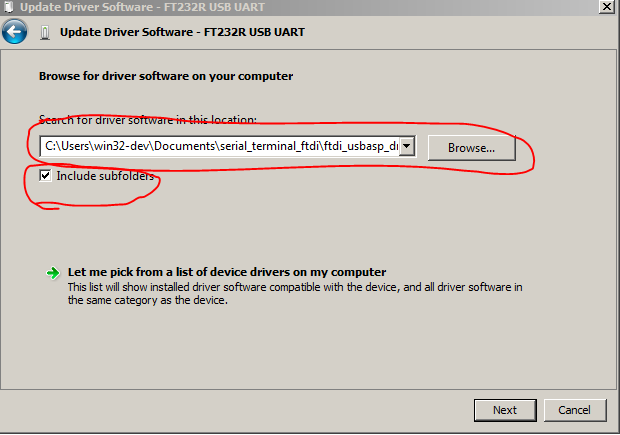 Update Driver Software - FT232R USB UART
Update Driver Software - FT232R USB UART
Browse for driver software on your computer
Search for driver software in this location:
C:\Users\win32-dev\Documents\serial_terminal_ftdi\ftdi_usbasp_dr
Browse...
Include subfolders
Let me pick from a list of device drivers on my computer
This list will show installed driver software compatible with the device, and all driver software in
the same category as the device.
Next
Cancel